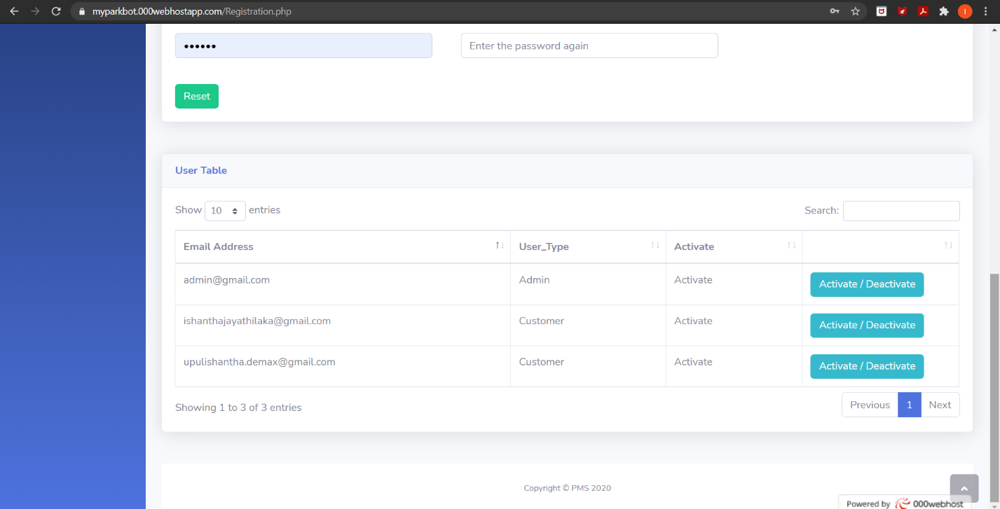 myparkbot.000webhostapp.com/Registration.php
I
•••••• Enter the password again
Reset
User Table
Show 10 entries Search:
Email Address User_Type Activate
admin@gmail.com Admin Activate Activate / Deactivate
ishanthajayathilaka@gmail.com Customer Activate Activate / Deactivate
upulishantha.demax@gmail.com Customer Activate Activate / Deactivate
Showing 1 to 3 of 3 entries Previous 1 Next
Copyright © PMS 2020
Powered by 000webhost